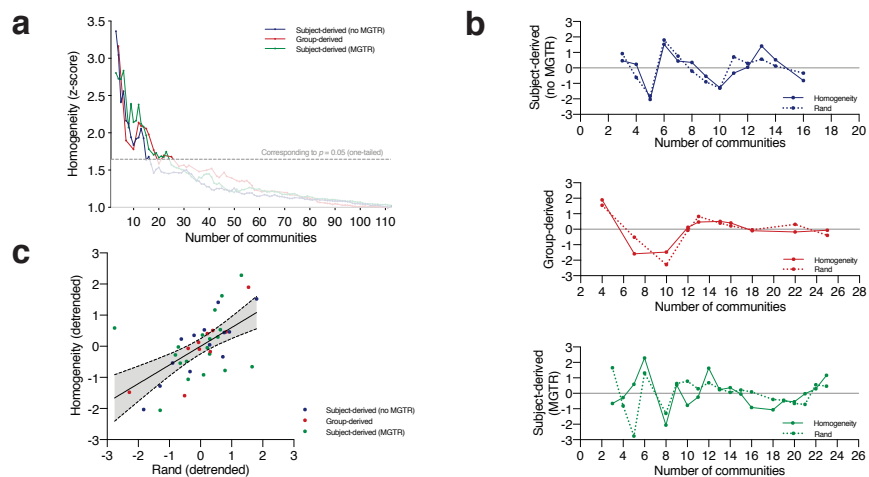 a
3.5
3.0
2.5
2.0
1.5
1.0
Homogeneity (z-score)
Subject-derived (no MGTR)
Group-derived
Subject-derived (MGTR)
Corresponding to p = 0.05 (one-tailed)
10 20 30 40 50 60 70 80 90 100 110
Number of communities
b
Subject-derived
(no MGTR)
3
2
1
0
-1
-2
-3
Homogeneity
Rand
0 2 4 6 8 10 12 14 16 18 20
Number of communities
Group-derived
3
2
1
0
-1
-2
-3
Homogeneity
Rand
2 4 6 8 10 12 14 16 18 20 22 24 26 28
Number of communities
Subject-derived
(MGTR)
3
2
1
0
-1
-2
-3
Homogeneity
Rand
0 2 4 6 8 10 12 14 16 18 20 22 24 26
Number of communities
c
Homogeneity (detrended)
3
2
1
0
-1
-2
-3
-3 -2 -1 0 1 2 3
Rand (detrended)
Subject-derived (no MGTR)
Group-derived
Subject-derived (MGTR)